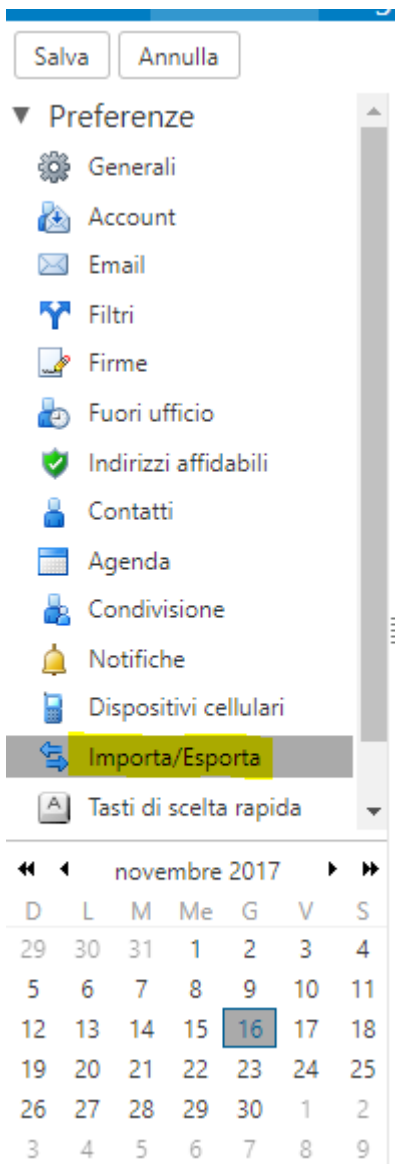 Salva Annulla
Preferenze
Generali
Account
Email
Filtri
Firme
Fuori ufficio
Indirizzi affidabili
Contatti
Agenda
Condivisione
Notifiche
Dispositivi cellulari
Importa/Esporta
A Tasti di scelta rapida
novembre 2017
D L M Me G V S
29 30 31 1 2 3 4
5 6 7 8 9 10 11
12 13 14 15 16 17 18
19 20 21 22 23 24 25
26 27 28 29 30 1 2
3 4 5 6 7 8 9